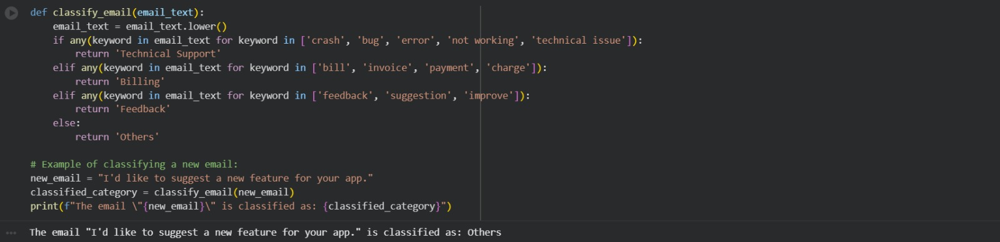 def classify_email(email_text):
    email_text = email_text.lower()
    if any(keyword in email_text for keyword in ['crash', 'bug', 'error', 'not working', 'technical issue']):
        return 'Technical Support'
    elif any(keyword in email_text for keyword in ['bill', 'invoice', 'payment', 'charge']):
        return 'Billing'
    elif any(keyword in email_text for keyword in ['feedback', 'suggestion', 'improve']):
        return 'Feedback'
    else:
        return 'Others'

# Example of classifying a new email:
new_email = "I'd like to suggest a new feature for your app."
classified_category = classify_email(new_email)
print(f"The email \"{new_email}\" is classified as: {classified_category}")
The email "I'd like to suggest a new feature for your app." is classified as: Others